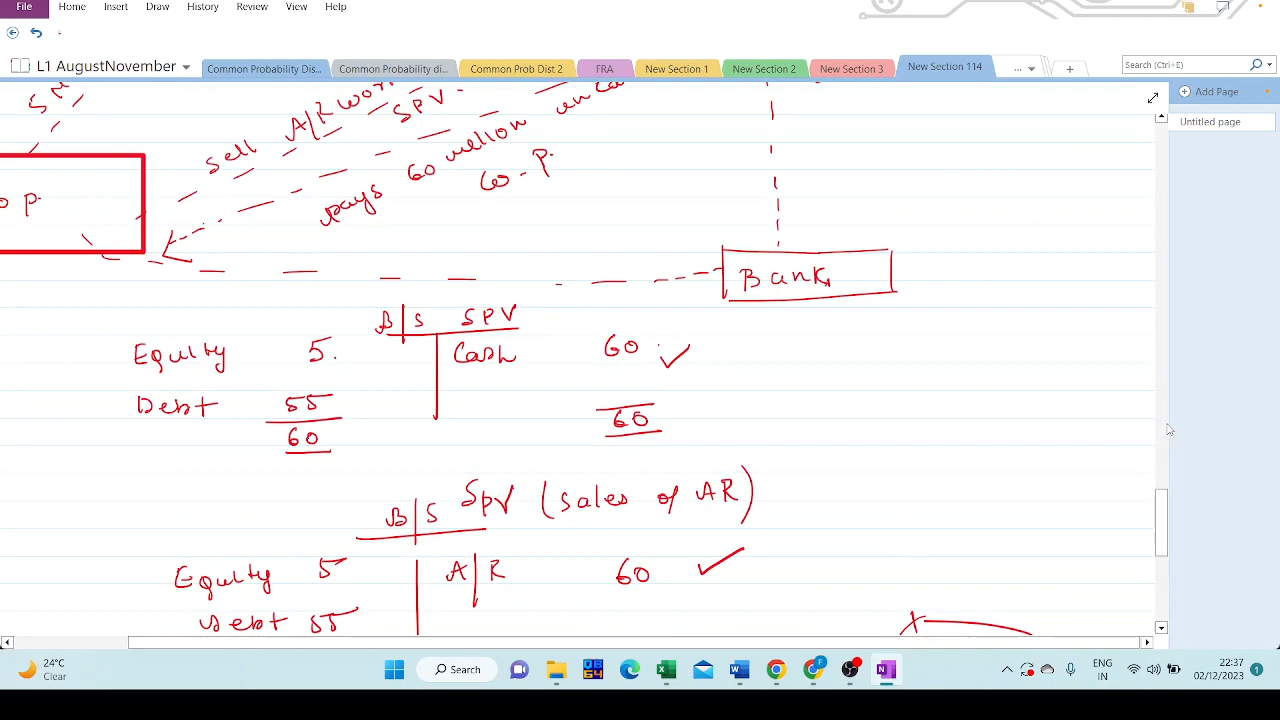 File Home Insert Draw History Review View Help
L1 AugustNovember
Common Probability Dis... Common Probability di... Common Prob Dist 2 FRA New Section 1 New Section 2 New Section 3 New Section 114 ... +
Search (Ctrl+E)
Add Page
Untitled page
sell A/R wor
SPV.
pays 60 million
Co-P.
o p.
Bank
B/S SPV
Equity 5. Cash 60
Debt 55 60
60
B/S SPV (Sales of AR)
Equity 5 A/R 60
Debt 55
24°C
Clear
Search
ENG
IN
22:37
02/12/2023
1